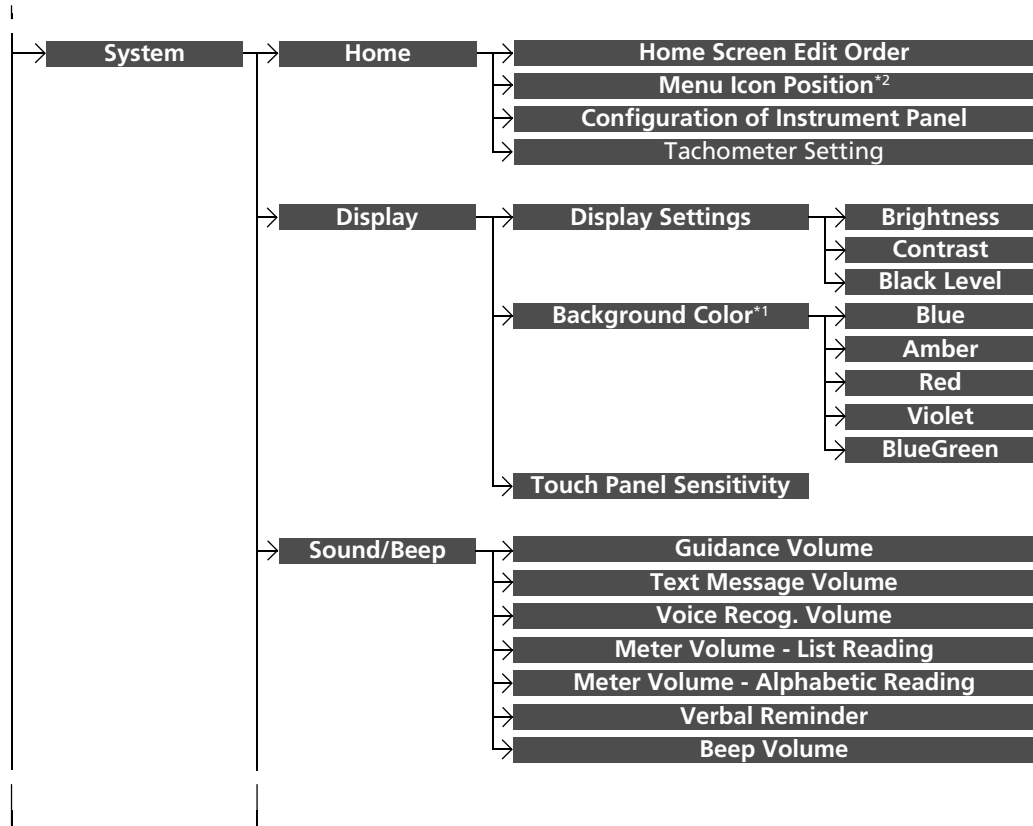 System
Home
Home Screen Edit Order
Menu Icon Position*2
Configuration of Instrument Panel
Tachometer Setting
Display
Display Settings
Brightness
Contrast
Black Level
Background Color*1
Blue
Amber
Red
Violet
BlueGreen
Touch Panel Sensitivity
Sound/Beep
Guidance Volume
Text Message Volume
Voice Recog. Volume
Meter Volume - List Reading
Meter Volume - Alphabetic Reading
Verbal Reminder
Beep Volume